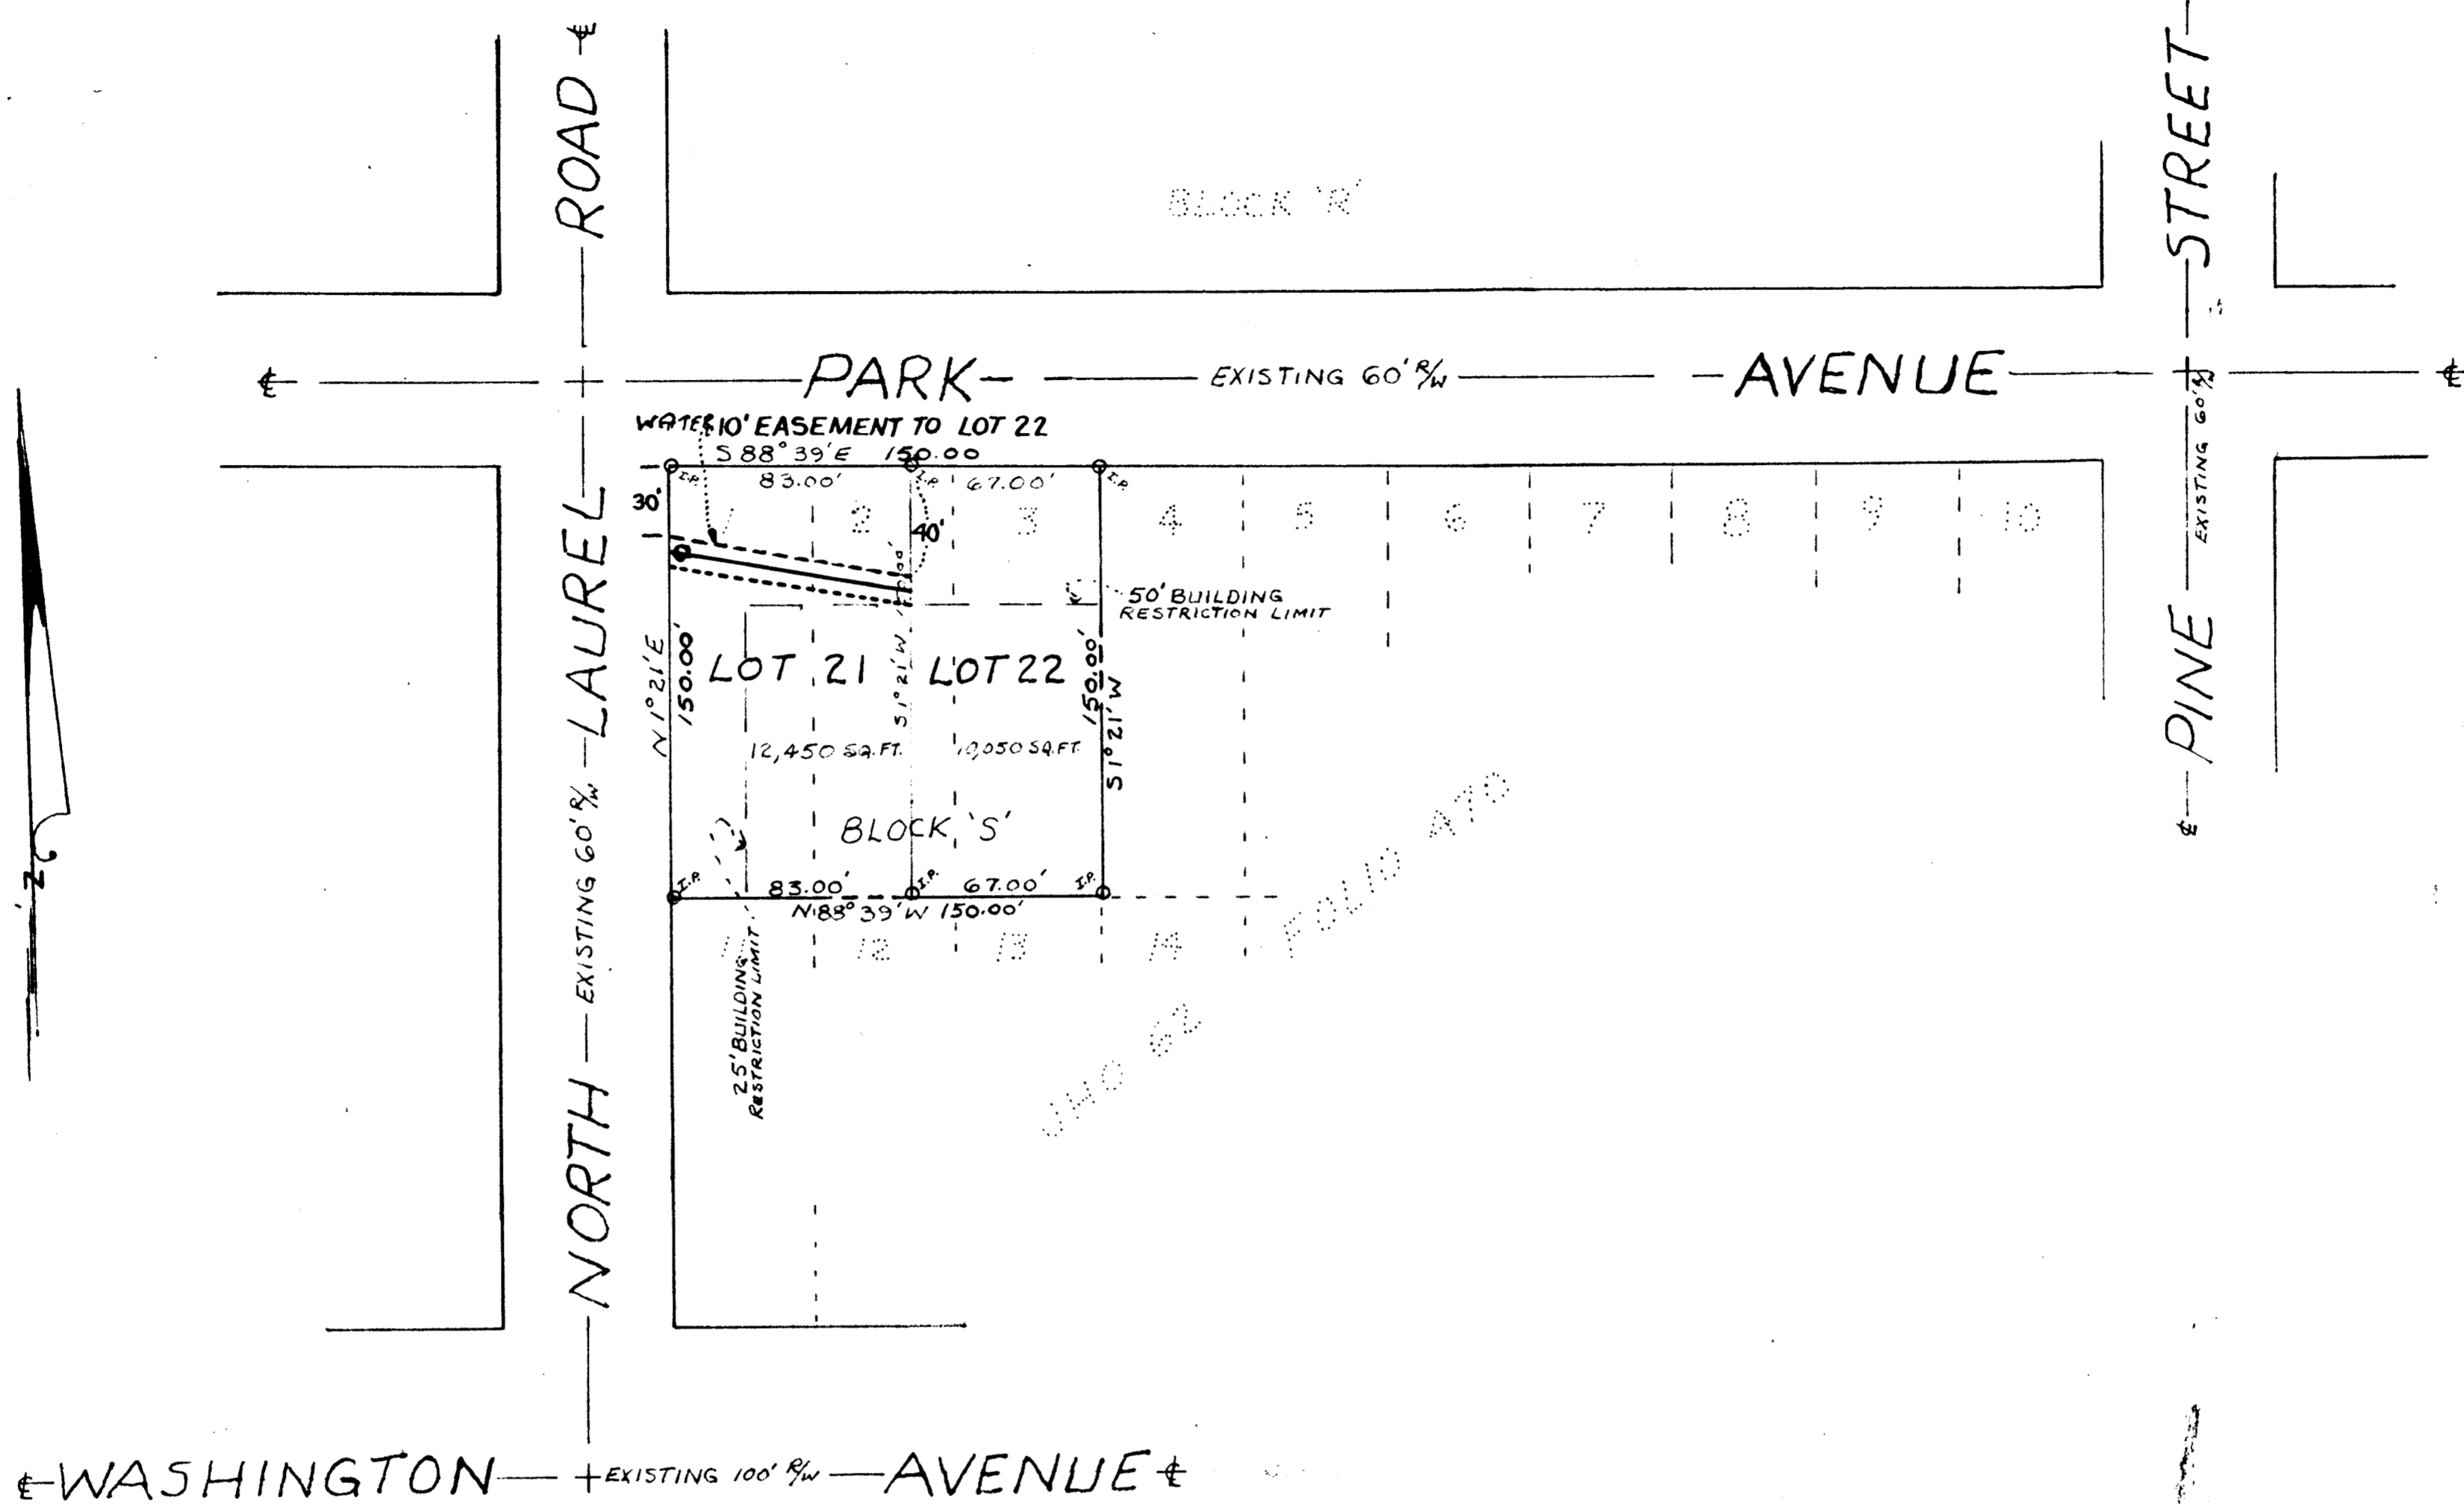 ROAD ℄
STREET
BLOCK 'R'
℄ PARK EXISTING 60' R/W AVENUE ℄
EXISTING 60' R/W
WATER 10' EASEMENT TO LOT 22
S 88° 39' E 150.00
I.P. 83.00' I.P. 67.00' I.P.
30'
1 2 3 4 5 6 7 8 9 10
40'
50' BUILDING
RESTRICTION LIMIT
N 1° 21' E
150.00'
LOT 21
S 1° 21' W
LOT 22
150.00'
S 1° 21' W
12,450 SQ.FT.
10,050 SQ.FT.
BLOCK 'S'
I.P. 83.00' I.P. 67.00' I.P.
N 88° 39' W 150.00'
12 13 14
25' BUILDING
RESTRICTION LIMIT
JWO 62 FOLIO 470
NORTH EXISTING 60' R/W LAUREL
℄ PINE
℄ WASHINGTON EXISTING 100' R/W AVENUE ℄